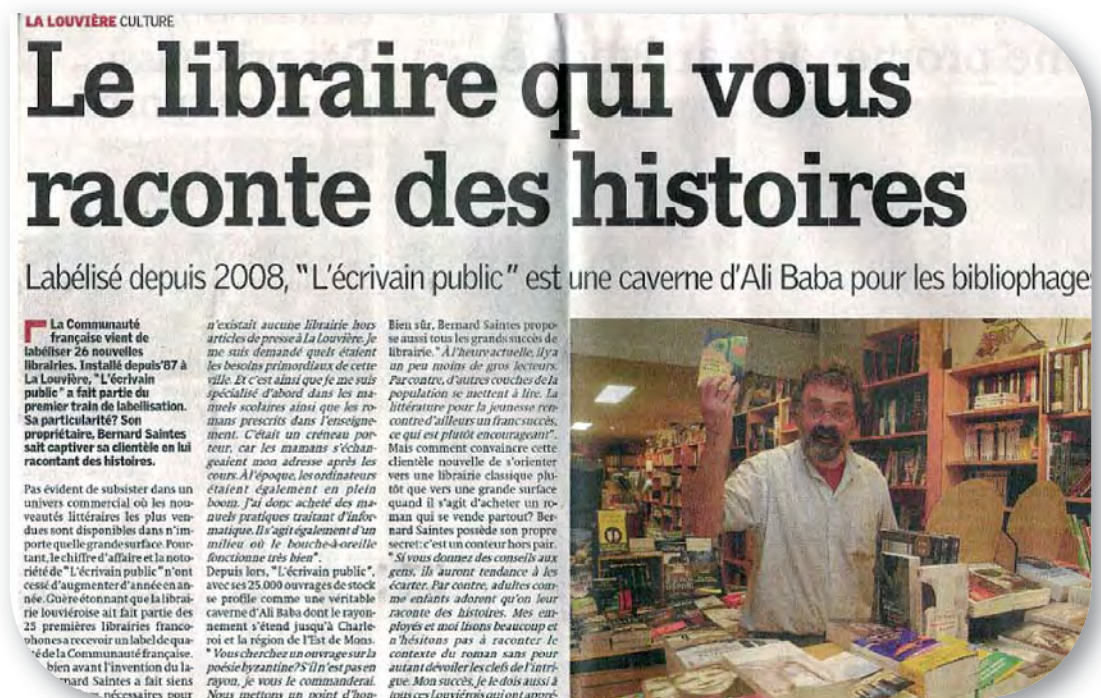 LA LOUVIÈRE CULTURE
Le libraire qui vous
raconte des histoires
Labélisé depuis 2008, "L'écrivain public" est une caverne d'Ali Baba pour les bibliophages
La Communauté
française vient de
labéliser 26 nouvelles
librairies. Installé depuis'87 à
La Louvière, "L'écrivain
public" a fait partie du
premier train de labellisation.
Sa particularité? Son
propriétaire, Bernard Saintes
sait captiver sa clientèle en lui
racontant des histoires.
Pas évident de subsister dans un
univers commercial où les nou-
veautés littéraires les plus ven-
dues sont disponibles dans n'im-
porte quelle grande surface. Pour-
tant, le chiffre d'affaire et la noto-
riété de "L'écrivain public" n'ont
cessé d'augmenter d'année en an-
née. Guère étonnant que la librai-
rie louviéroise ait fait partie des
25 premières librairies franco-
phones a recevoir un label de qua-
té de la Communauté française.
bien avant l'invention du la-
nard Saintes a fait siens
nécessaires pour
n'existait aucune librairie hors
articles de presse à La Louvière. Je
me suis demandé quels étaient
les besoins primordiaux de cette
ville. Et c'est ainsi que je me suis
spécialisé d'abord dans les ma-
nuels scolaires ainsi que les ro-
mans prescrits dans l'enseigne-
ment. C'était un créneau por-
teur, car les mamans s'échan-
geaient mon adresse après les
cours. À l'époque, les ordinateurs
étaient également en plein
boom. J'ai donc acheté des ma-
nuels pratiques traitant d'infor-
matique. Il s'agit également d'un
milieu où le bouche-à-oreille
fonctionne très bien".
Depuis lors, "L'écrivain public",
avec ses 25.000 ouvrages de stock
se profile comme une véritable
caverne d'Ali Baba dont le rayon-
nement s'étend jusqu'à Charle-
roi et la région de l'Est de Mons.
"Vous cherchez un ouvrage sur la
poésie byzantine? S'il n'est pas en
rayon, je vous le commanderai.
Nous mettons un point d'hon-
Bien sûr, Bernard Saintes propo-
se aussi tous les grands succès de
librairie. "À l'heure actuelle, il y a
un peu moins de gros lecteurs.
Par contre, d'autres couches de la
population se mettent à lire. La
littérature pour la jeunesse ren-
contre d'ailleurs un franc succès,
ce qui est plutôt encourageant".
Mais comment convaincre cette
clientèle nouvelle de s'orienter
vers une librairie classique plu-
tôt que vers une grande surface
quand il s'agit d'acheter un ro-
man qui se vende partout? Ber-
nard Saintes possède son propre
secret: c'est un conteur hors pair.
"Si vous donnez des conseils aux
gens, ils auront tendance à les
écarter. Par contre, adultes com-
me enfants adorent qu'on leur
raconte des histoires. Mes em-
ployés et moi lisons beaucoup et
n'hésitons pas à raconter le
contexte du roman sans pour
autant dévoiler les clefs de l'intri-
gue. Mon succès, je le dois aussi à
tous ces Louviérois qui ont appré-